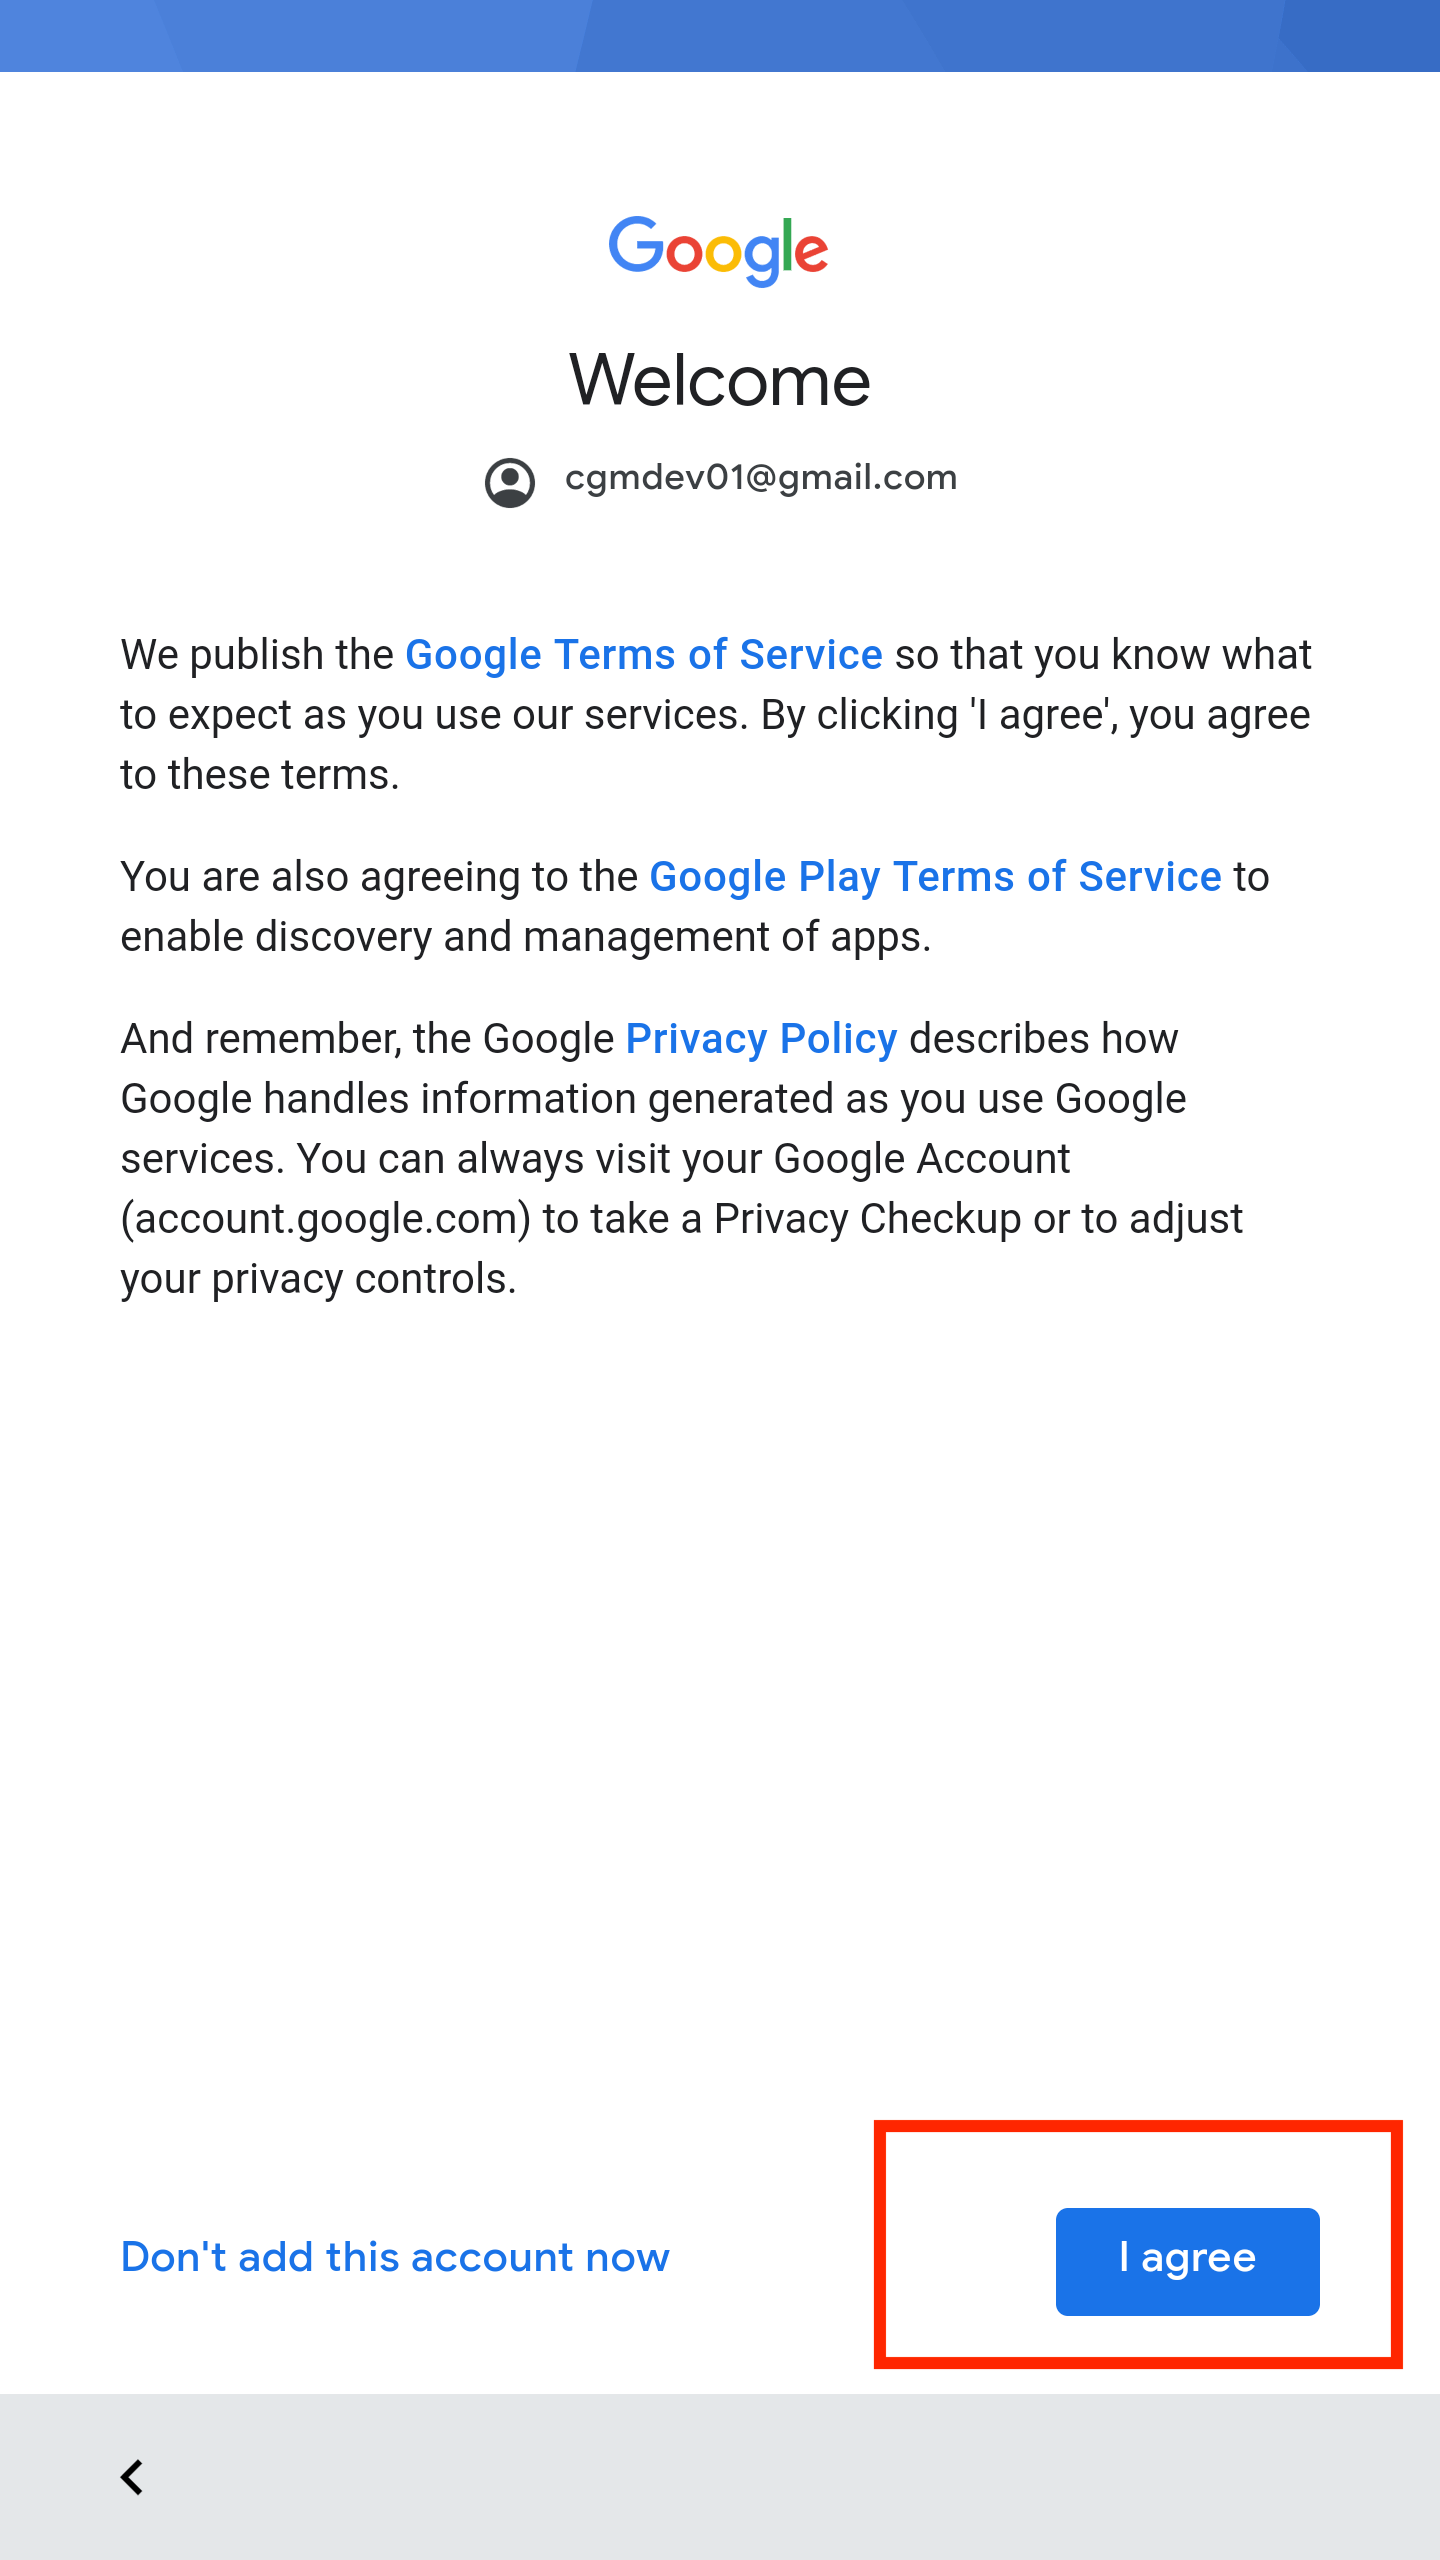 Google
Welcome
cgmdev01@gmail.com
We publish the Google Terms of Service so that you know what
to expect as you use our services. By clicking 'I agree', you agree
to these terms.
You are also agreeing to the Google Play Terms of Service to
enable discovery and management of apps.
And remember, the Google Privacy Policy describes how
Google handles information generated as you use Google
services. You can always visit your Google Account
(account.google.com) to take a Privacy Checkup or to adjust
your privacy controls.
Don't add this account now
I agree